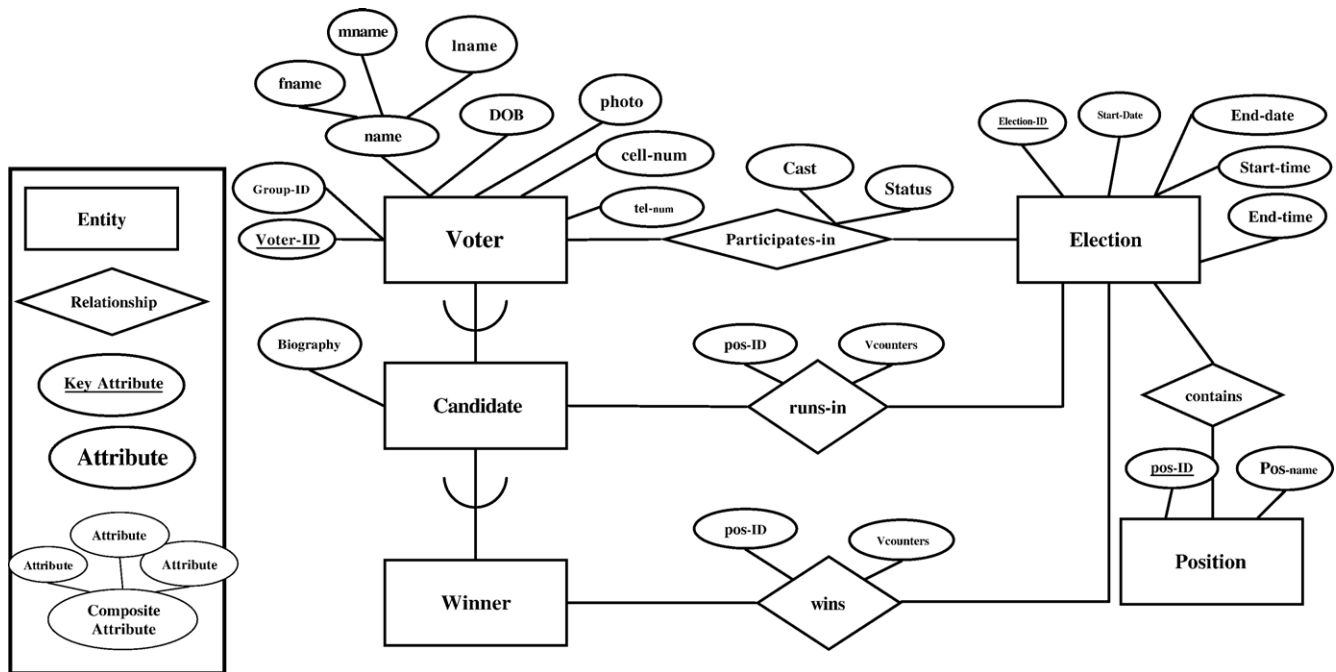 mname
lname
fname
name
DOB
photo
cell-num
tel-num
Group-ID
Voter-ID
Voter
Cast
Status
Participates-in
Election-ID
Start-Date
End-date
Start-time
End-time
Election
Entity
Relationship
Key Attribute
Attribute
Attribute
Attribute
Attribute
Composite
Attribute
Biography
Candidate
pos-ID
Vcounters
runs-in
contains
pos-ID
Pos-name
Position
Winner
pos-ID
Vcounters
wins